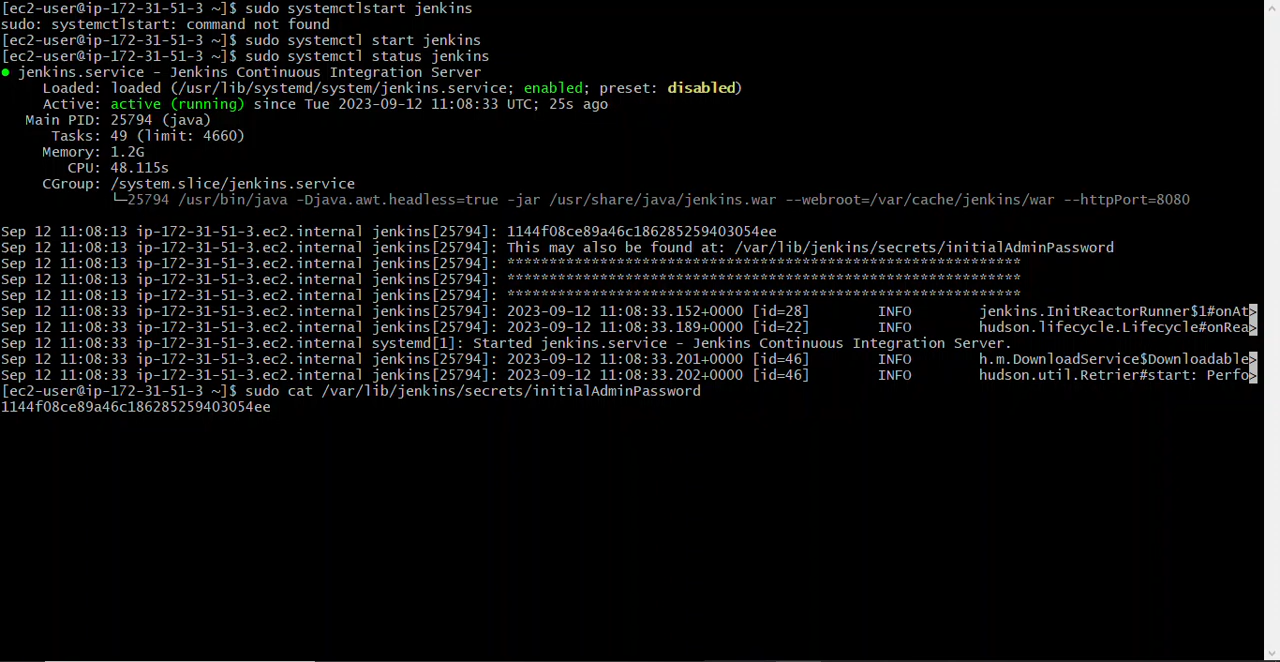 [ec2-user@ip-172-31-51-3 ~]$ sudo systemctlstart jenkins
sudo: systemctlstart: command not found
[ec2-user@ip-172-31-51-3 ~]$ sudo systemctl start jenkins
[ec2-user@ip-172-31-51-3 ~]$ sudo systemctl status jenkins
● jenkins.service - Jenkins Continuous Integration Server
     Loaded: loaded (/usr/lib/systemd/system/jenkins.service; enabled; preset: disabled)
     Active: active (running) since Tue 2023-09-12 11:08:33 UTC; 25s ago
   Main PID: 25794 (java)
      Tasks: 49 (limit: 4660)
     Memory: 1.2G
        CPU: 48.115s
     CGroup: /system.slice/jenkins.service
             └─25794 /usr/bin/java -Djava.awt.headless=true -jar /usr/share/java/jenkins.war --webroot=/var/cache/jenkins/war --httpPort=8080
Sep 12 11:08:13 ip-172-31-51-3.ec2.internal jenkins[25794]: 1144f08ce89a46c186285259403054ee
Sep 12 11:08:13 ip-172-31-51-3.ec2.internal jenkins[25794]: This may also be found at: /var/lib/jenkins/secrets/initialAdminPassword
Sep 12 11:08:13 ip-172-31-51-3.ec2.internal jenkins[25794]: *************************************************************
Sep 12 11:08:13 ip-172-31-51-3.ec2.internal jenkins[25794]: *************************************************************
Sep 12 11:08:13 ip-172-31-51-3.ec2.internal jenkins[25794]: *************************************************************
Sep 12 11:08:33 ip-172-31-51-3.ec2.internal jenkins[25794]: 2023-09-12 11:08:33.152+0000 [id=28]        INFO        jenkins.InitReactorRunner$1#onAt>
Sep 12 11:08:33 ip-172-31-51-3.ec2.internal jenkins[25794]: 2023-09-12 11:08:33.189+0000 [id=22]        INFO        hudson.lifecycle.Lifecycle#onRea>
Sep 12 11:08:33 ip-172-31-51-3.ec2.internal systemd[1]: Started jenkins.service - Jenkins Continuous Integration Server.
Sep 12 11:08:33 ip-172-31-51-3.ec2.internal jenkins[25794]: 2023-09-12 11:08:33.201+0000 [id=46]        INFO        h.m.DownloadService$Downloadable>
Sep 12 11:08:33 ip-172-31-51-3.ec2.internal jenkins[25794]: 2023-09-12 11:08:33.202+0000 [id=46]        INFO        hudson.util.Retrier#start: Perfo>
[ec2-user@ip-172-31-51-3 ~]$ sudo cat /var/lib/jenkins/secrets/initialAdminPassword
1144f08ce89a46c186285259403054ee